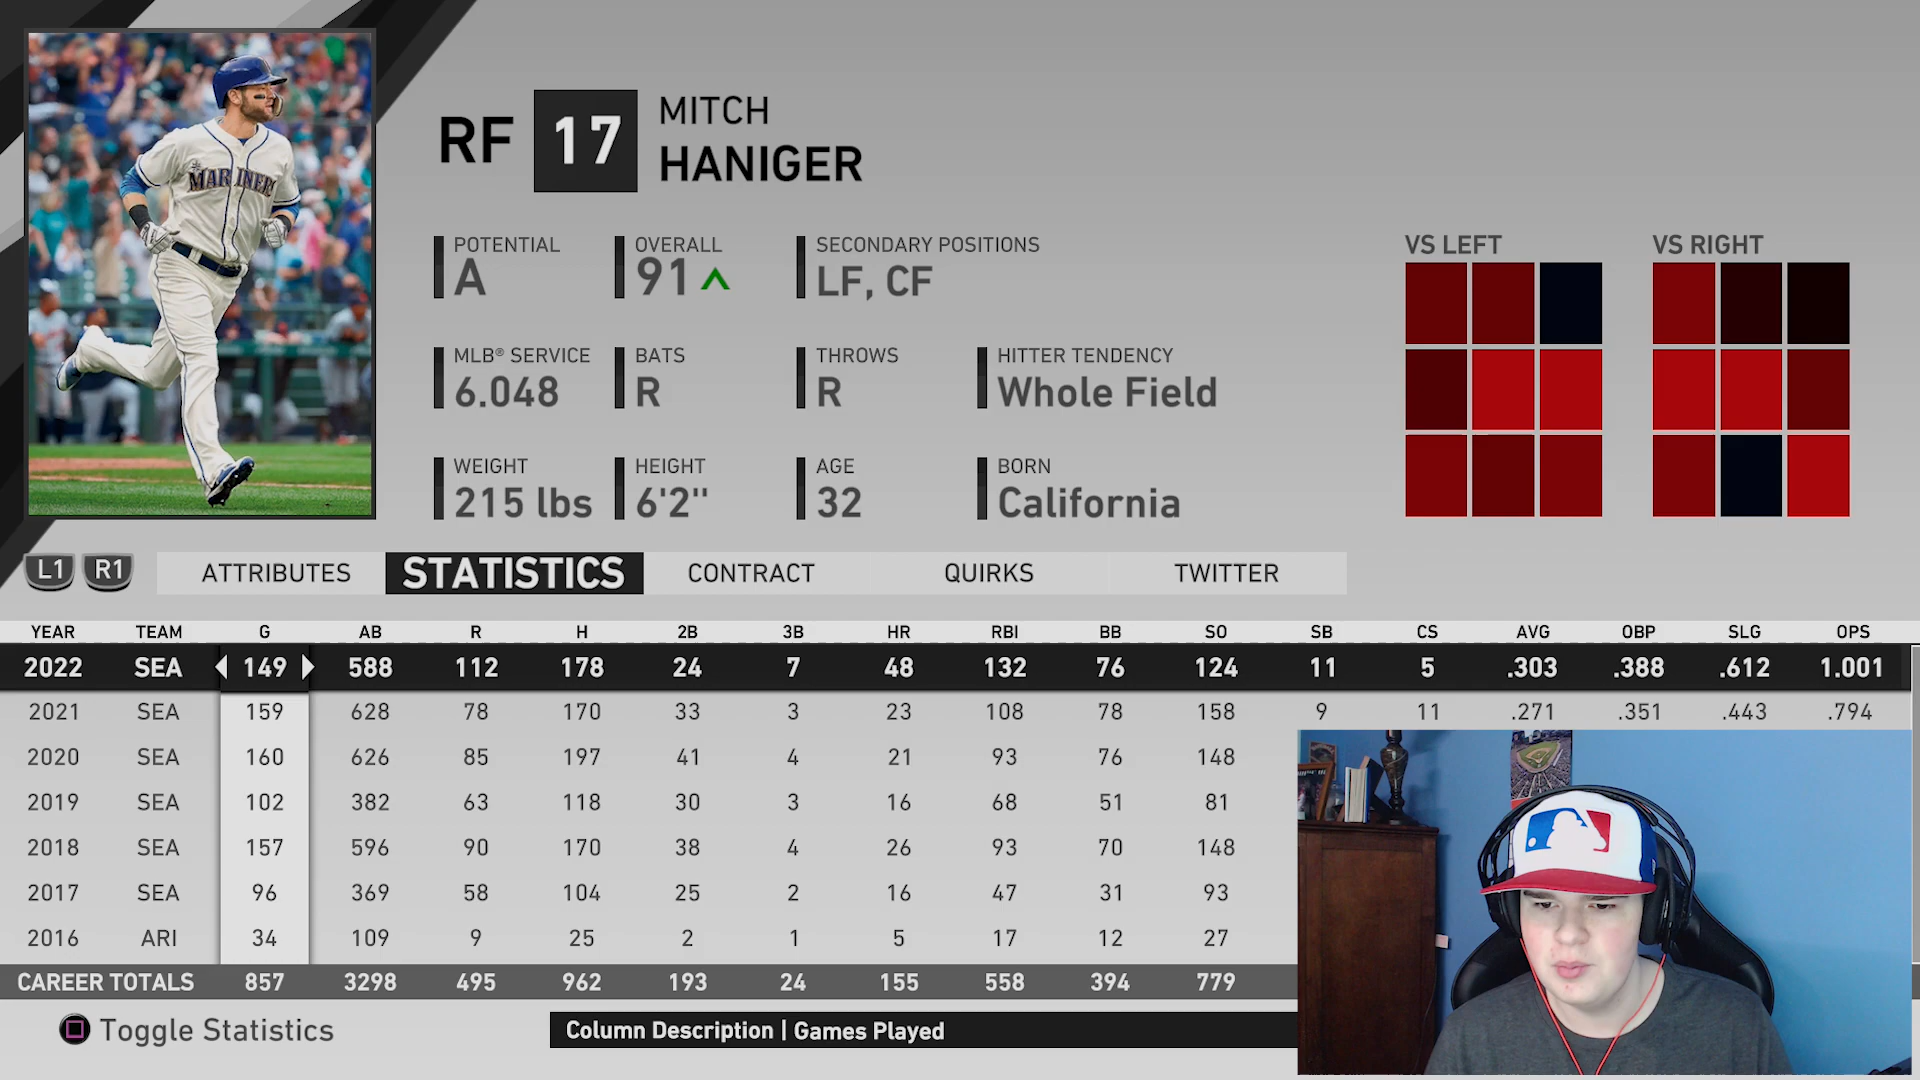 MARINERS
RF 17 MITCH HANIGER
POTENTIAL OVERALL SECONDARY POSITIONS
A 91 LF, CF
MLB® SERVICE BATS THROWS HITTER TENDENCY
6.048 R R Whole Field
WEIGHT HEIGHT AGE BORN
215 lbs 6'2" 32 California
VS LEFT VS RIGHT
L1 R1 ATTRIBUTES STATISTICS CONTRACT QUIRKS TWITTER
YEAR TEAM G AB R H 2B 3B HR RBI BB SO SB CS AVG OBP SLG OPS
2022 SEA 149 588 112 178 24 7 48 132 76 124 11 5 .303 .388 .612 1.001
2021 SEA 159 628 78 170 33 3 23 108 78 158 9 11 .271 .351 .443 .794
2020 SEA 160 626 85 197 41 4 21 93 76 148
2019 SEA 102 382 63 118 30 3 16 68 51 81
2018 SEA 157 596 90 170 38 4 26 93 70 148
2017 SEA 96 369 58 104 25 2 16 47 31 93
2016 ARI 34 109 9 25 2 1 5 17 12 27
CAREER TOTALS 857 3298 495 962 193 24 155 558 394 779
Toggle Statistics
Column Description | Games Played